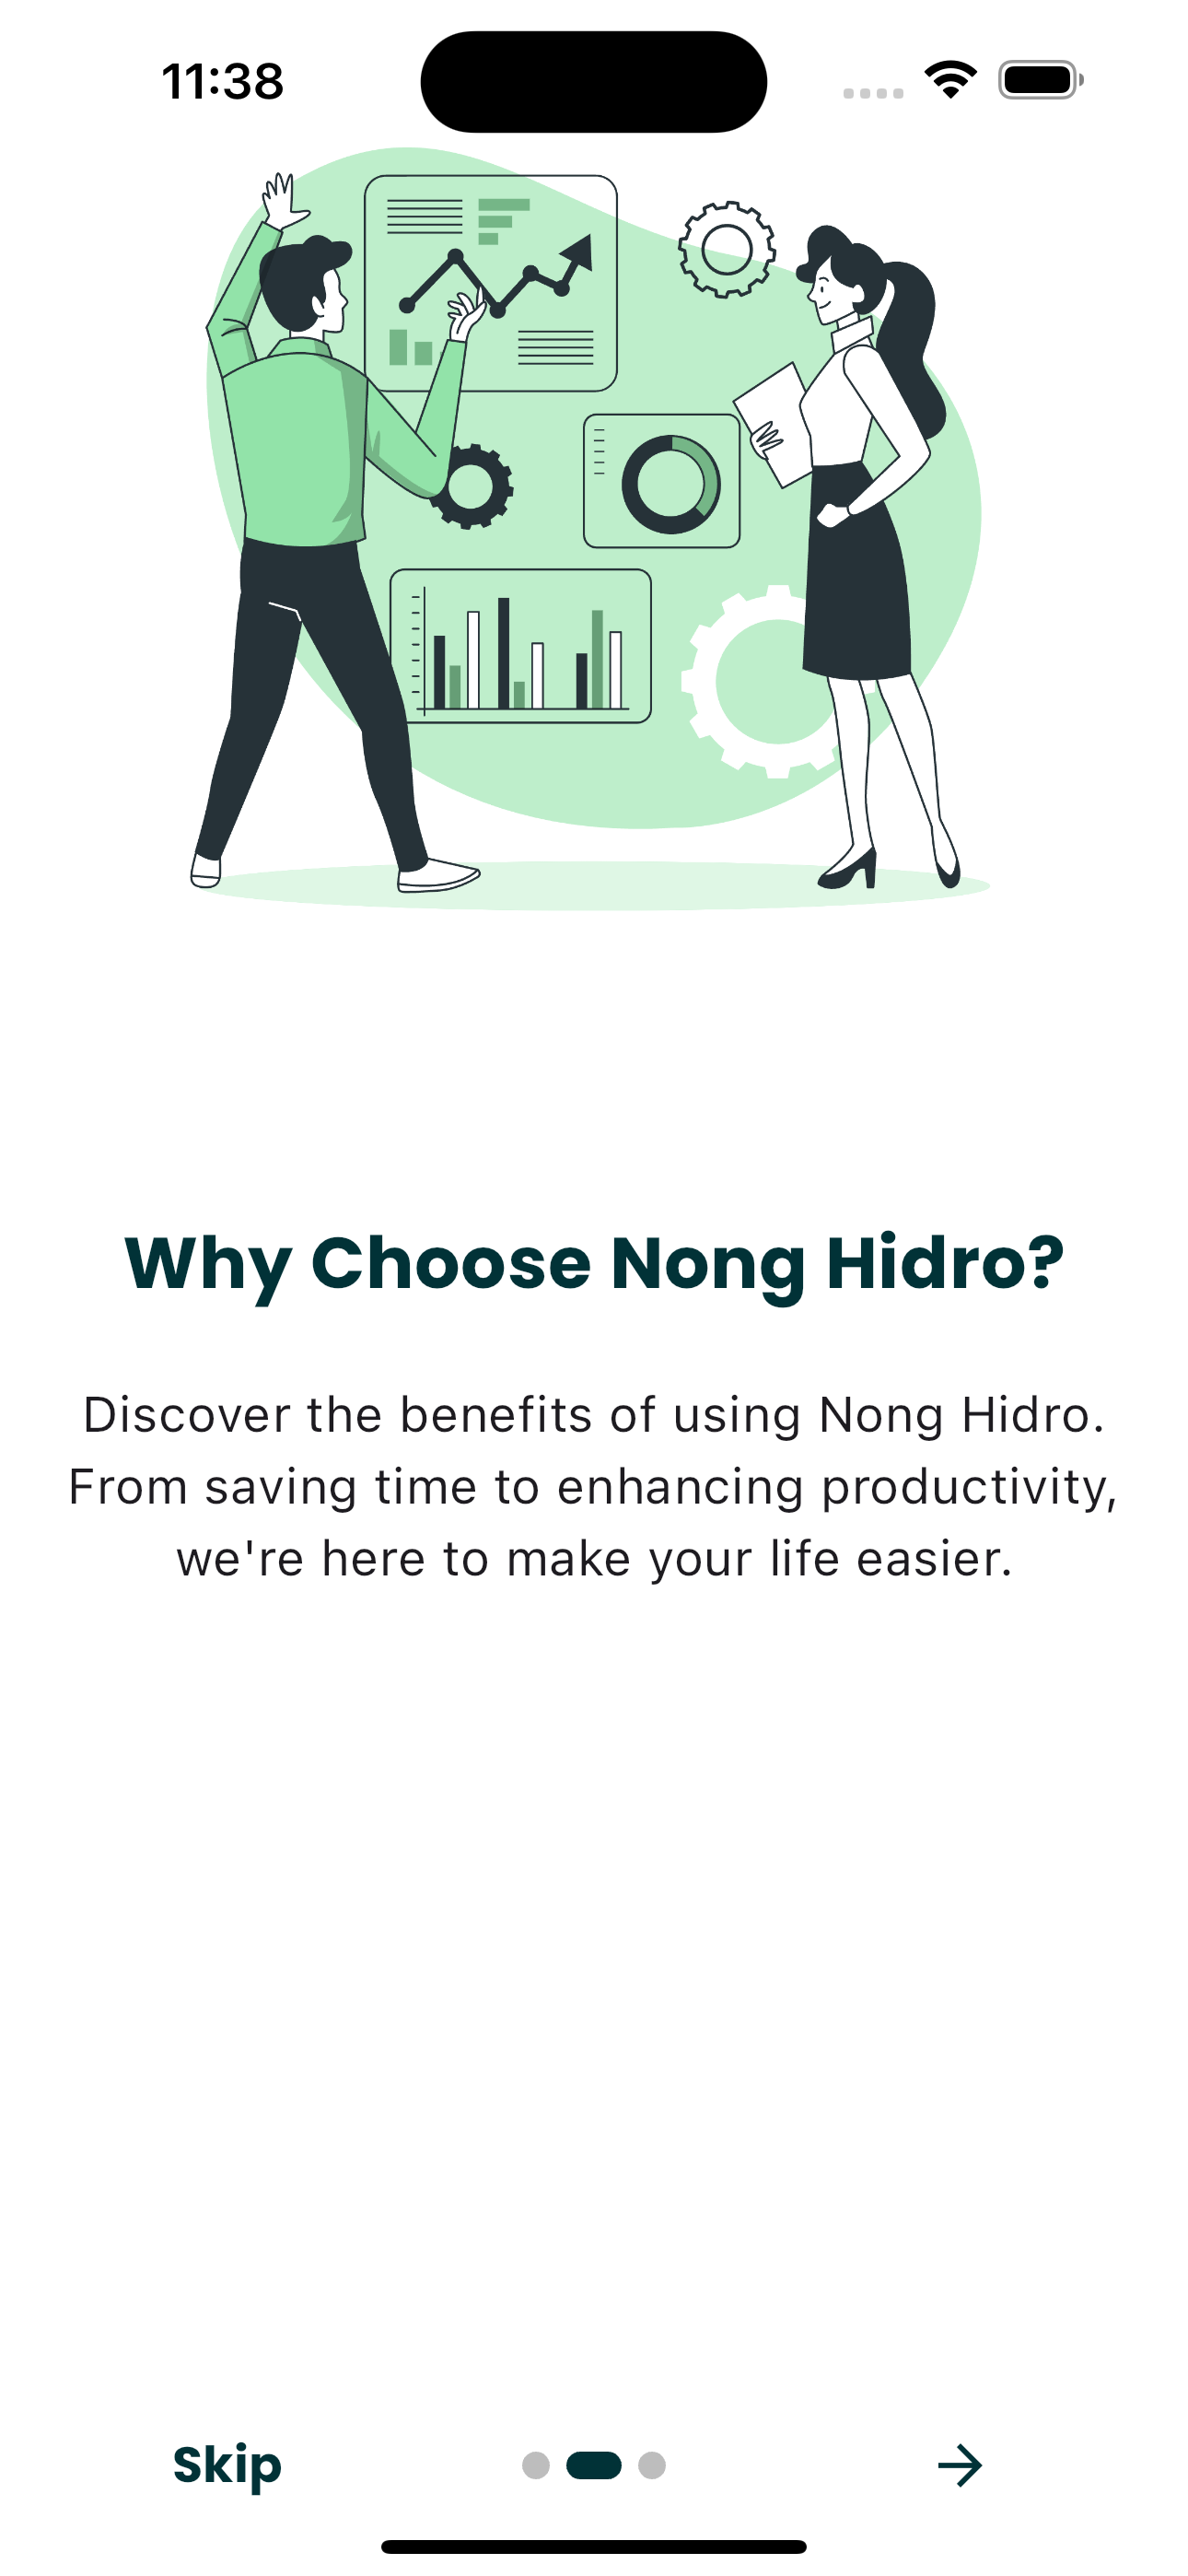 11:38
Why Choose Nong Hidro?
Discover the benefits of using Nong Hidro.
From saving time to enhancing productivity,
we're here to make your life easier.
Skip